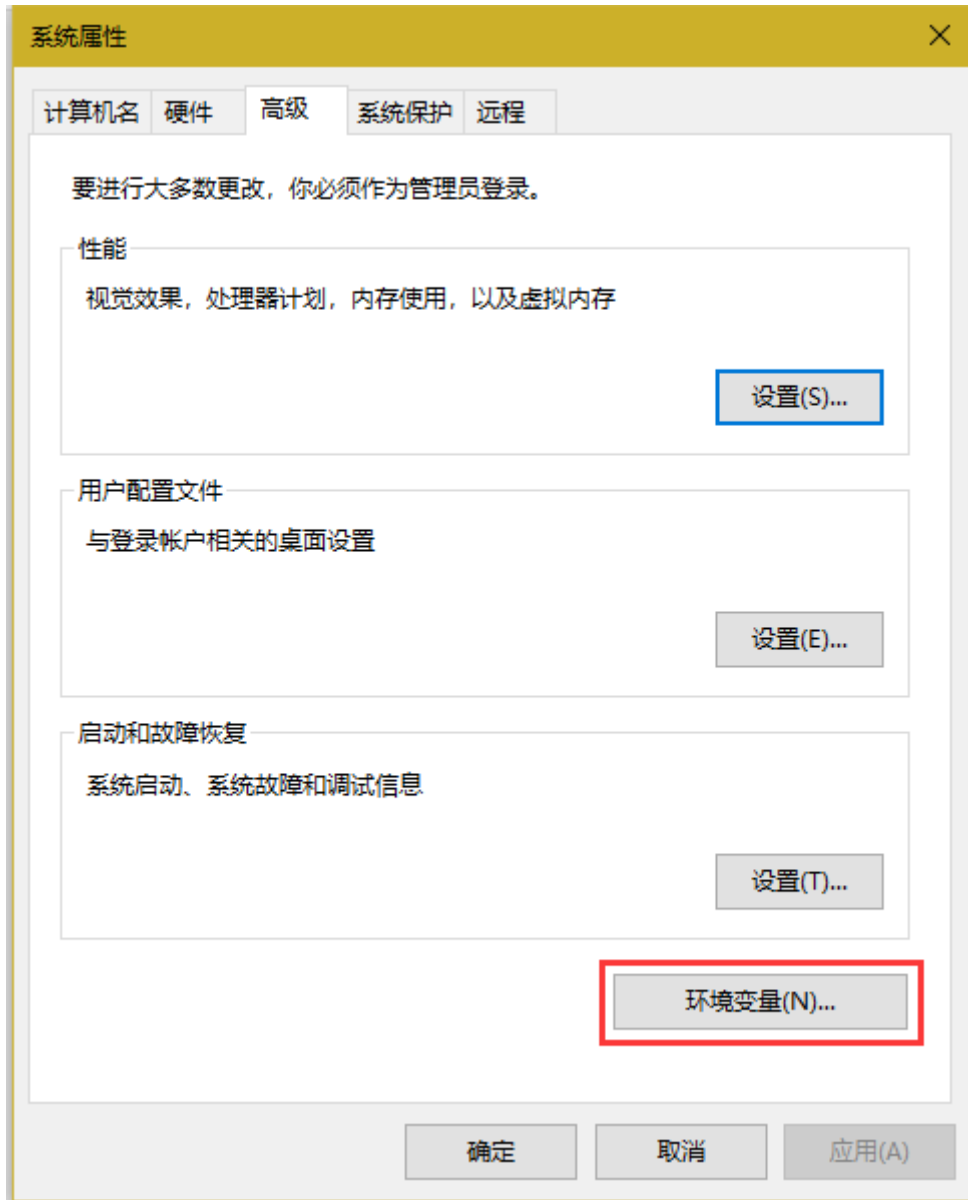 系统属性
计算机名 硬件 高级 系统保护 远程
要进行大多数更改，你必须作为管理员登录。
性能
视觉效果，处理器计划，内存使用，以及虚拟内存
设置(S)...
用户配置文件
与登录帐户相关的桌面设置
设置(E)...
启动和故障恢复
系统启动、系统故障和调试信息
设置(T)...
环境变量(N)...
确定 取消 应用(A)